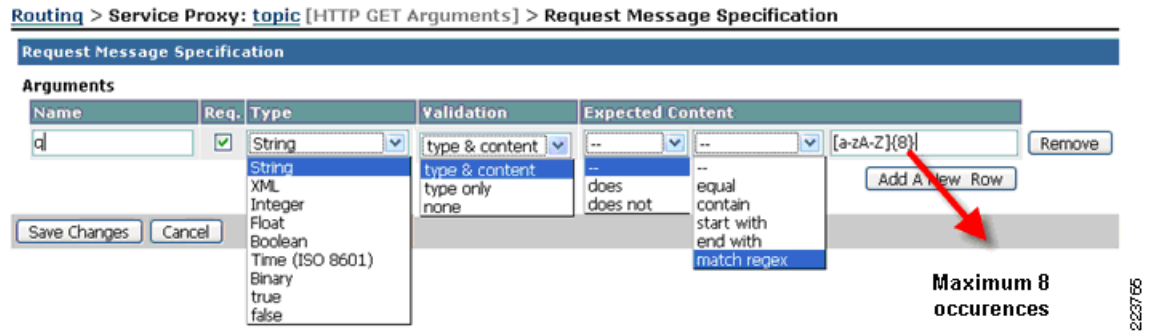 Routing > Service Proxy: topic [HTTP GET Arguments] > Request Message Specification
Request Message Specification
Arguments
Name Req. Type Validation Expected Content
q String type & content -- -- [a-zA-Z]{8} Remove
String type & content -- --
XML type only does equal
Integer none does not contain
Float start with
Boolean end with
Time (ISO 8601) match regex
Binary
true
false
Add A New Row
Save Changes Cancel
Maximum 8
occurences
223766